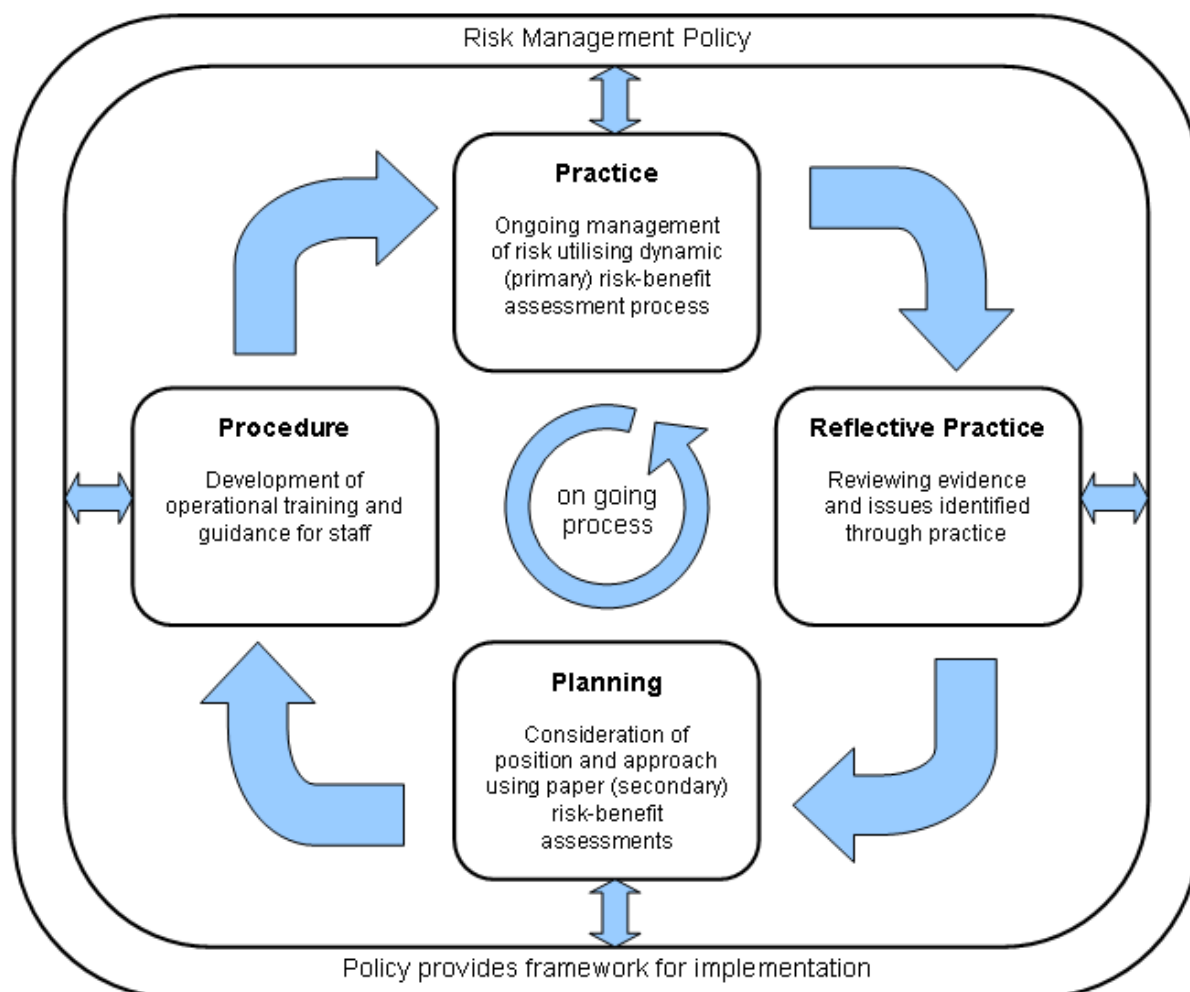 Risk Management Policy
Practice
Ongoing management
of risk utilising dynamic
(primary) risk-benefit
assessment process
Procedure
Development of
operational training and
guidance for staff
on going
process
Reflective Practice
Reviewing evidence
and issues identified
through practice
Planning
Consideration of
position and approach
using paper (secondary)
risk-benefit
assessments
Policy provides framework for implementation